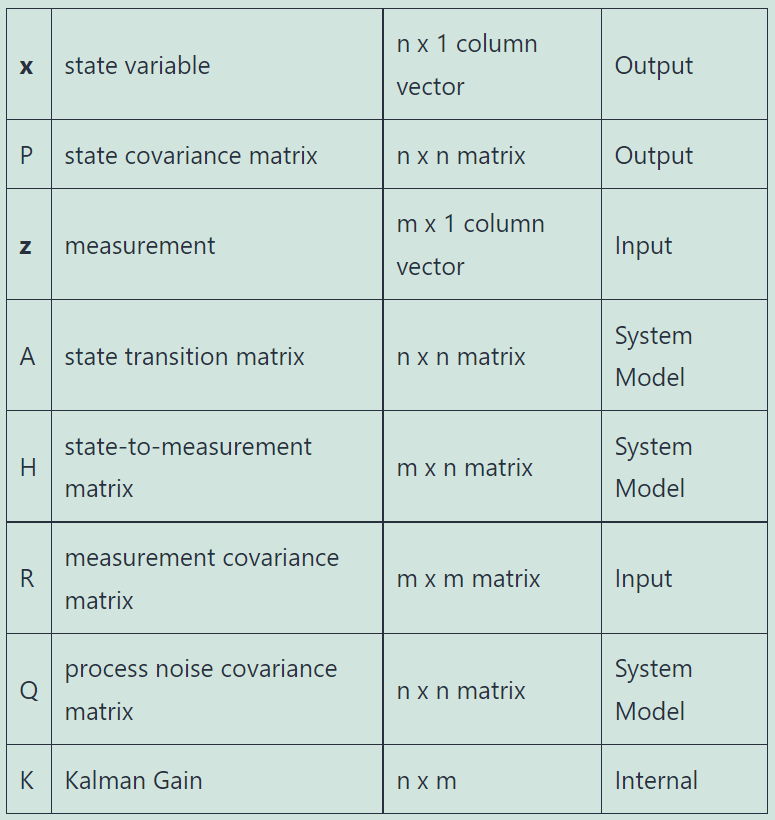 x state variable n x 1 column vector Output
P state covariance matrix n x n matrix Output
z measurement m x 1 column vector Input
A state transition matrix n x n matrix System Model
H state-to-measurement matrix m x n matrix System Model
R measurement covariance matrix m x m matrix Input
Q process noise covariance matrix n x n matrix System Model
K Kalman Gain n x m Internal